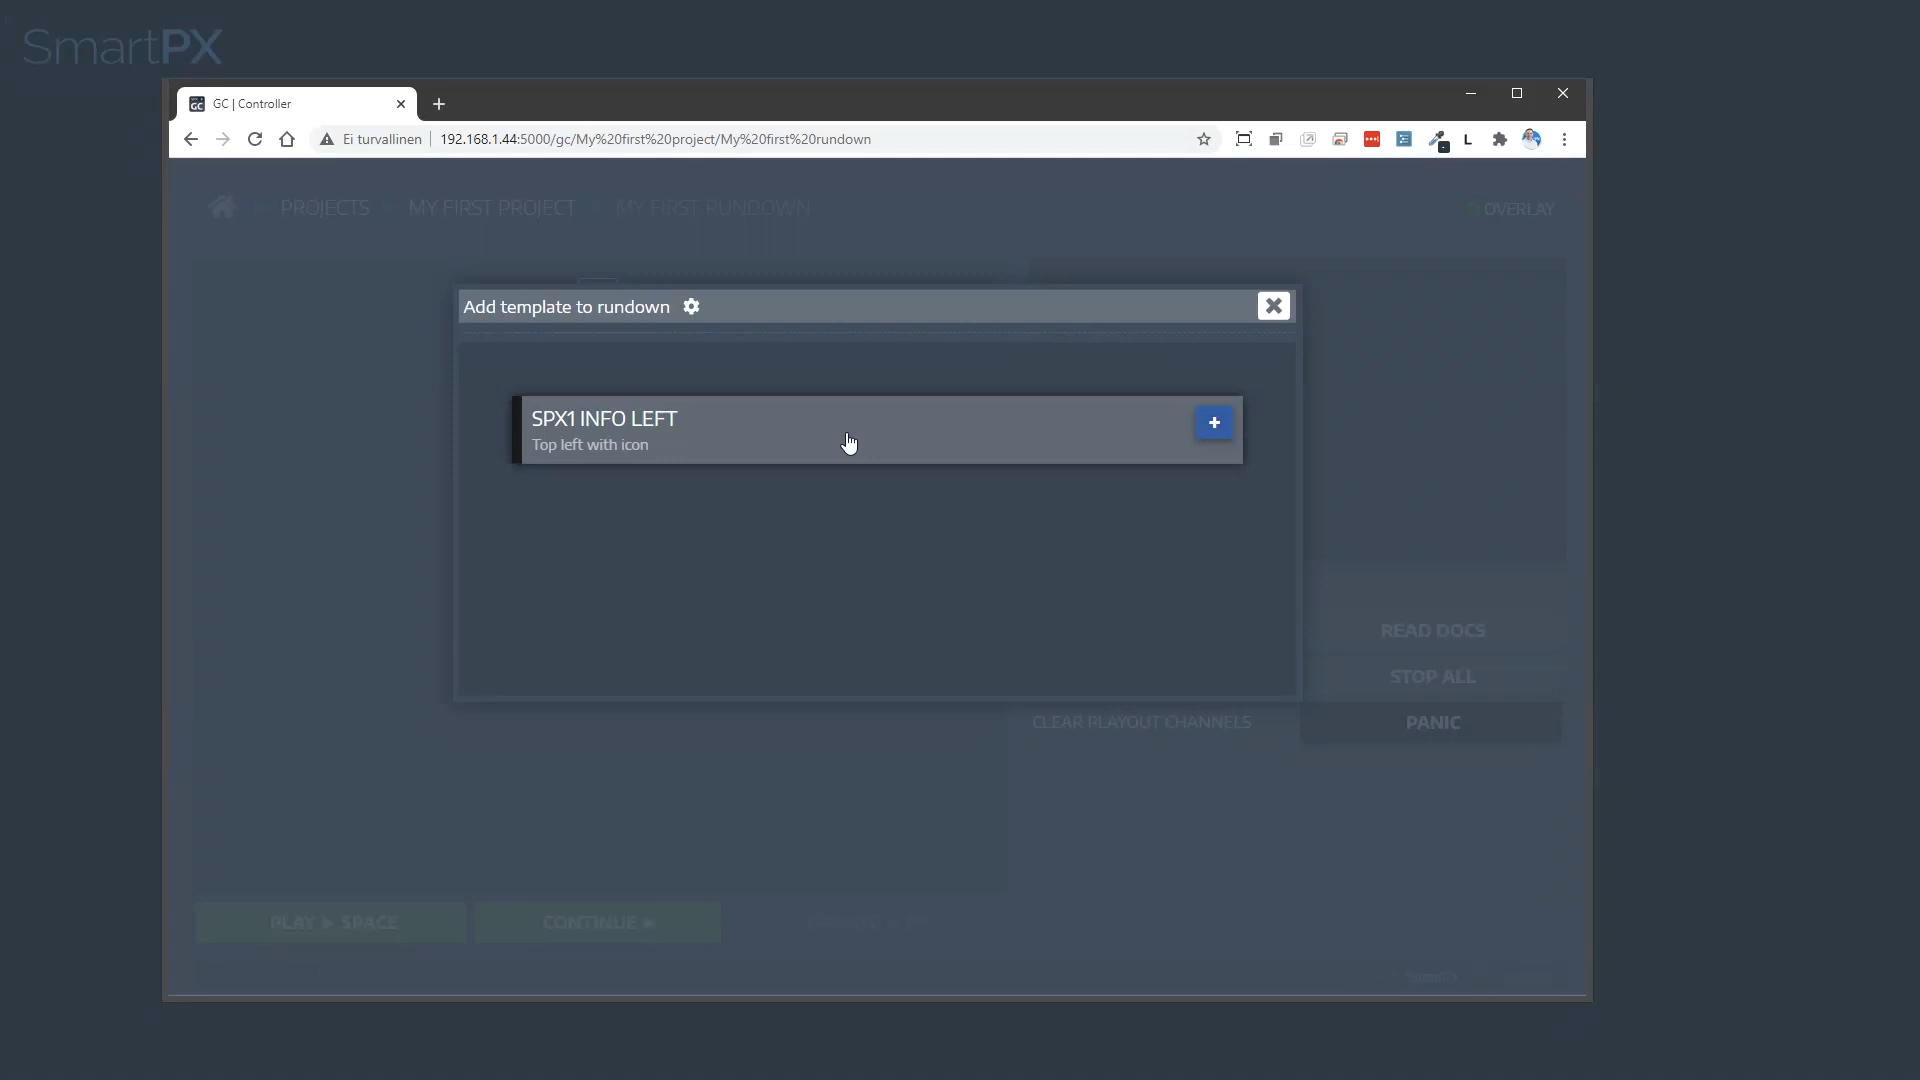 SmartPX
GC | Controller
Ei turvallinen
192.168.1.44:5000/gc/My%20first%20project/My%20first%20rundown
L
PROJECTS
MY FIRST PROJECT
MY FIRST RUNDOWN
OVERLAY
Add template to rundown
SPX1 INFO LEFT
Top left with icon
READ DOCS
STOP ALL
CLEAR PLAYOUT CHANNELS
PANIC
PLAY ▶ SPACE
CONTINUE